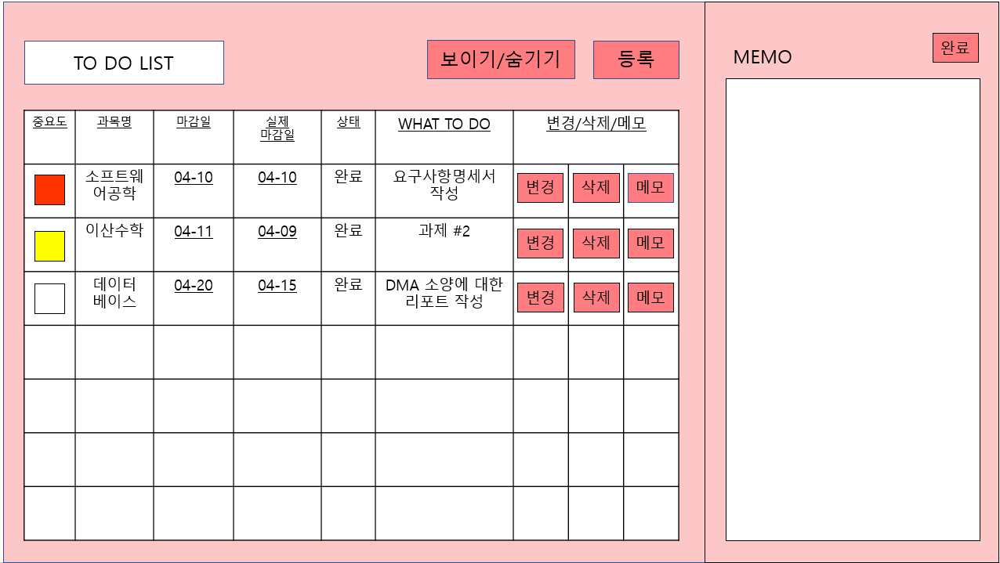 TO DO LIST
보이기/숨기기
등록
MEMO
완료
중요도
과목명
마감일
실제
마감일
상태
WHAT TO DO
변경/삭제/메모
소프트웨
어공학
04-10
04-10
완료
요구사항명세서
작성
변경
삭제
메모
이산수학
04-11
04-09
완료
과제 #2
변경
삭제
메모
데이터
베이스
04-20
04-15
완료
DMA 소양에 대한
리포트 작성
변경
삭제
메모